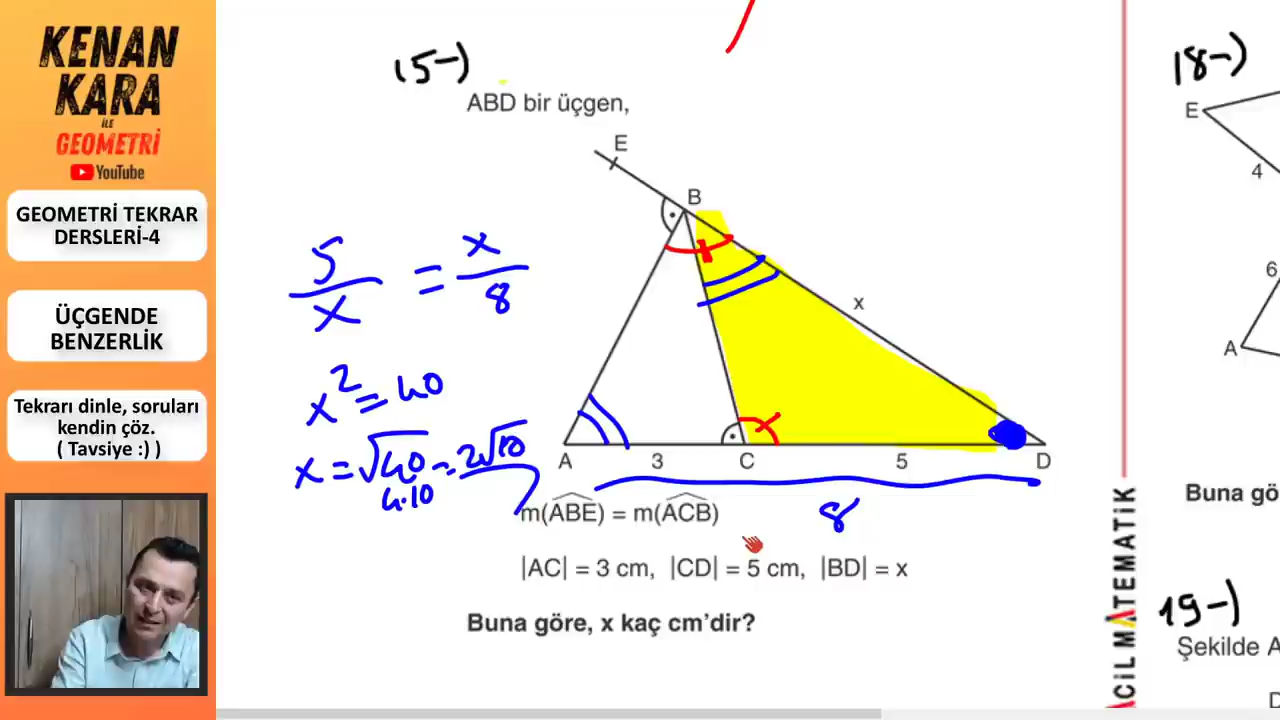 KENAN
KARA
İLE
GEOMETRİ
YouTube
GEOMETRİ TEKRAR
DERSLERİ-4
ÜÇGENDE
BENZERLİK
Tekrarı dinle, soruları
kendin çöz.
( Tavsiye :) )
15-)
ABD bir üçgen,
E
B
x
A
3
C
5
D
8
5/x = x/8
x² = 40
x = √40 = 2√10
4.10
m(ABE) = m(ACB)
|AC| = 3 cm, |CD| = 5 cm, |BD| = x
Buna göre, x kaç cm'dir?
ACİL MATEMATİK
18-)
E
4
6
A
Buna gö
19-)
Şekilde A
D